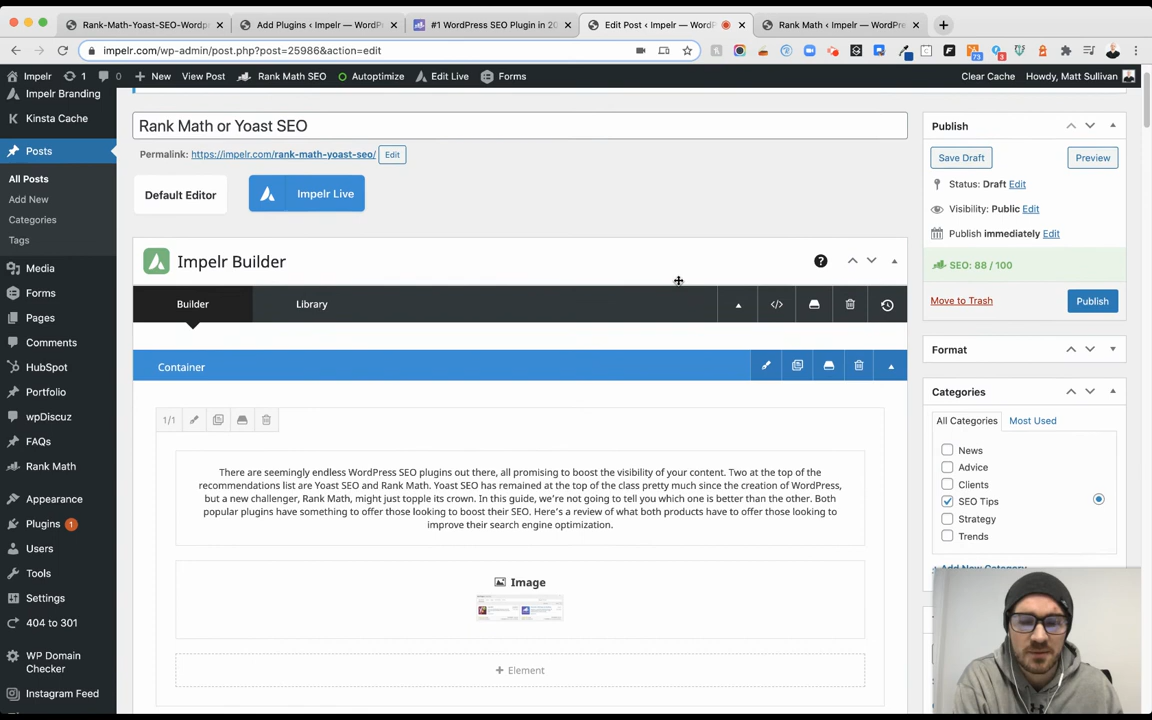 Rank-Math-Yoast-SEO-Wordp
Add Plugins ‹ Impelr — WordP
#1 WordPress SEO Plugin in 20
Edit Post ‹ Impelr — WordP
Rank Math ‹ Impelr — WordPre
impelr.com/wp-admin/post.php?post=25986&action=edit
Impelr
1
0
New
View Post
Rank Math SEO
Autoptimize
Edit Live
Forms
Clear Cache
Howdy, Matt Sullivan
Impelr Branding
Kinsta Cache
Posts
All Posts
Add New
Categories
Tags
Media
Forms
Pages
Comments
HubSpot
Portfolio
wpDiscuz
FAQs
Rank Math
Appearance
Plugins 1
Users
Tools
Settings
404 to 301
WP Domain
Checker
Instagram Feed
Rank Math or Yoast SEO
Permalink: https://impelr.com/rank-math-yoast-seo/ Edit
Default Editor
Impelr Live
Impelr Builder
Builder
Library
Container
1/1
There are seemingly endless WordPress SEO plugins out there, all promising to boost the visibility of your content. Two at the top of the
recommendations list are Yoast SEO and Rank Math. Yoast SEO has remained at the top of the class pretty much since the creation of WordPress,
but a new challenger, Rank Math, might just topple its crown. In this guide, we're not going to tell you which one is better than the other. Both
popular plugins have something to offer those looking to boost their SEO. Here's a review of what both products have to offer those looking to
improve their search engine optimization.
Image
+ Element
Publish
Save Draft
Preview
Status: Draft Edit
Visibility: Public Edit
Publish immediately Edit
SEO: 88 / 100
Move to Trash
Publish
Format
Categories
All Categories
Most Used
News
Advice
Clients
SEO Tips
Strategy
Trends
+ Add New Category